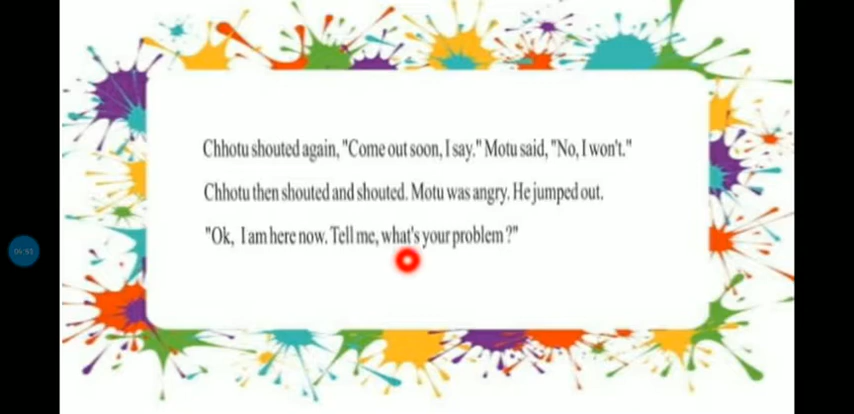 Chhotu shouted again, "Come out soon, I say." Motu said, "No, I won't."
Chhotu then shouted and shouted. Motu was angry. He jumped out.
"Ok, I am here now. Tell me, what's your problem ?"